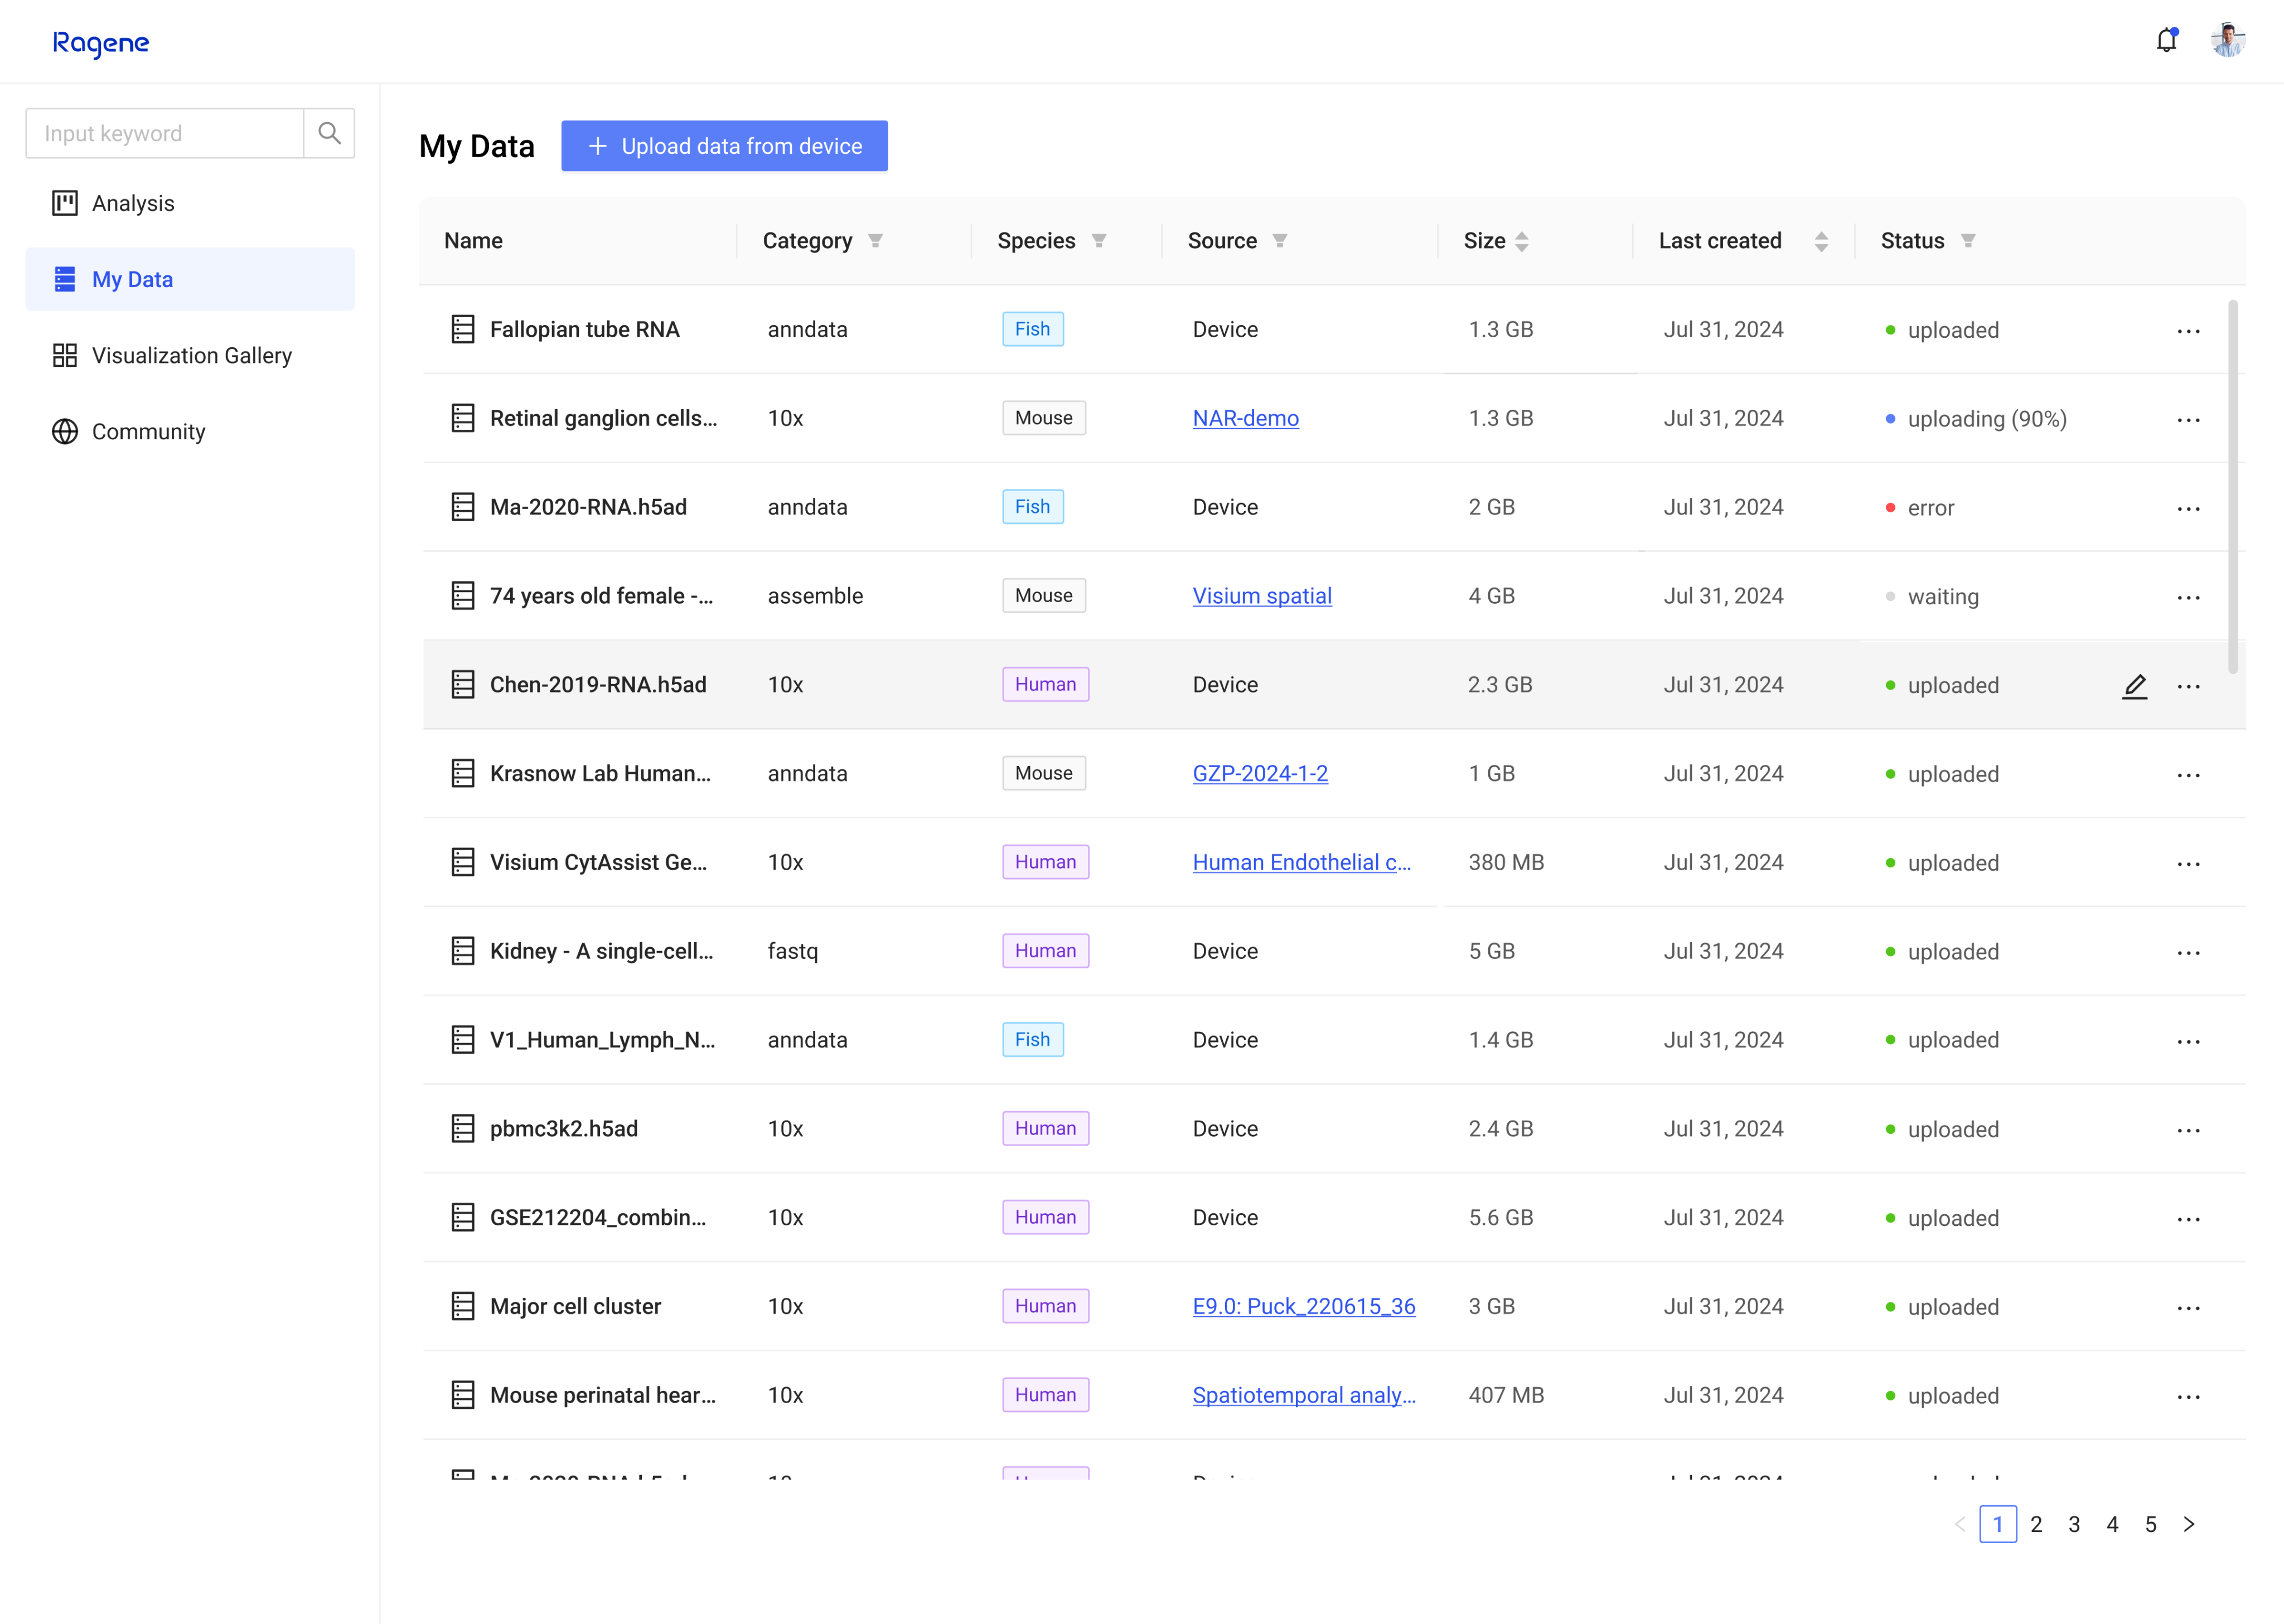 Ragene
Input keyword
Analysis
My Data
Visualization Gallery
Community
My Data
+ Upload data from device
Name Category Species Source Size Last created Status
Fallopian tube RNA anndata Fish Device 1.3 GB Jul 31, 2024 uploaded ...
Retinal ganglion cells... 10x Mouse NAR-demo 1.3 GB Jul 31, 2024 uploading (90%) ...
Ma-2020-RNA.h5ad anndata Fish Device 2 GB Jul 31, 2024 error ...
74 years old female -... assemble Mouse Visium spatial 4 GB Jul 31, 2024 waiting ...
Chen-2019-RNA.h5ad 10x Human Device 2.3 GB Jul 31, 2024 uploaded ...
Krasnow Lab Human... anndata Mouse GZP-2024-1-2 1 GB Jul 31, 2024 uploaded ...
Visium CytAssist Ge... 10x Human Human Endothelial c... 380 MB Jul 31, 2024 uploaded ...
Kidney - A single-cell... fastq Human Device 5 GB Jul 31, 2024 uploaded ...
V1_Human_Lymph_N... anndata Fish Device 1.4 GB Jul 31, 2024 uploaded ...
pbmc3k2.h5ad 10x Human Device 2.4 GB Jul 31, 2024 uploaded ...
GSE212204_combin... 10x Human Device 5.6 GB Jul 31, 2024 uploaded ...
Major cell cluster 10x Human E9.0: Puck_220615_36 3 GB Jul 31, 2024 uploaded ...
Mouse perinatal hear... 10x Human Spatiotemporal analy... 407 MB Jul 31, 2024 uploaded ...
< 1 2 3 4 5 >